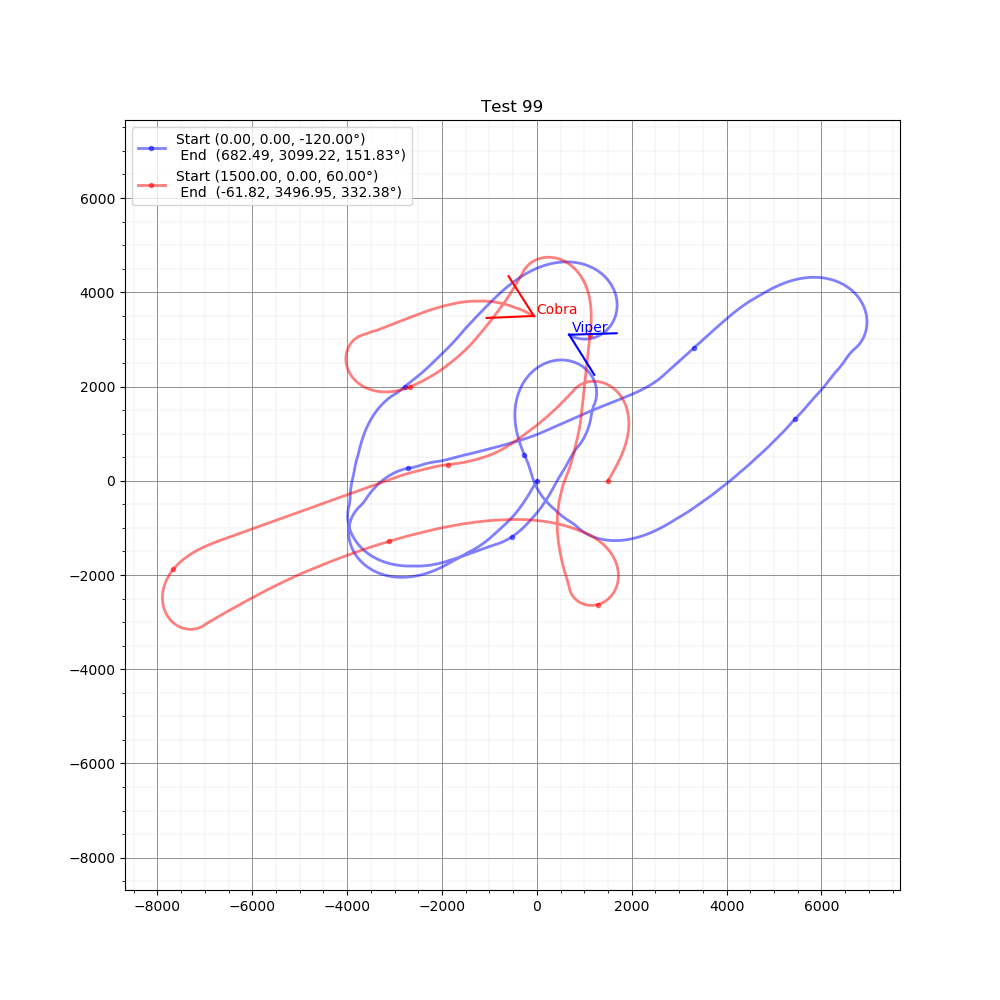 Test 99
Start (0.00, 0.00, -120.00°)
End (682.49, 3099.22, 151.83°)
Start (1500.00, 0.00, 60.00°)
End (-61.82, 3496.95, 332.38°)
6000
4000
2000
0
−2000
−4000
−6000
−8000
Cobra
Viper
−8000 −6000 −4000 −2000 0 2000 4000 6000